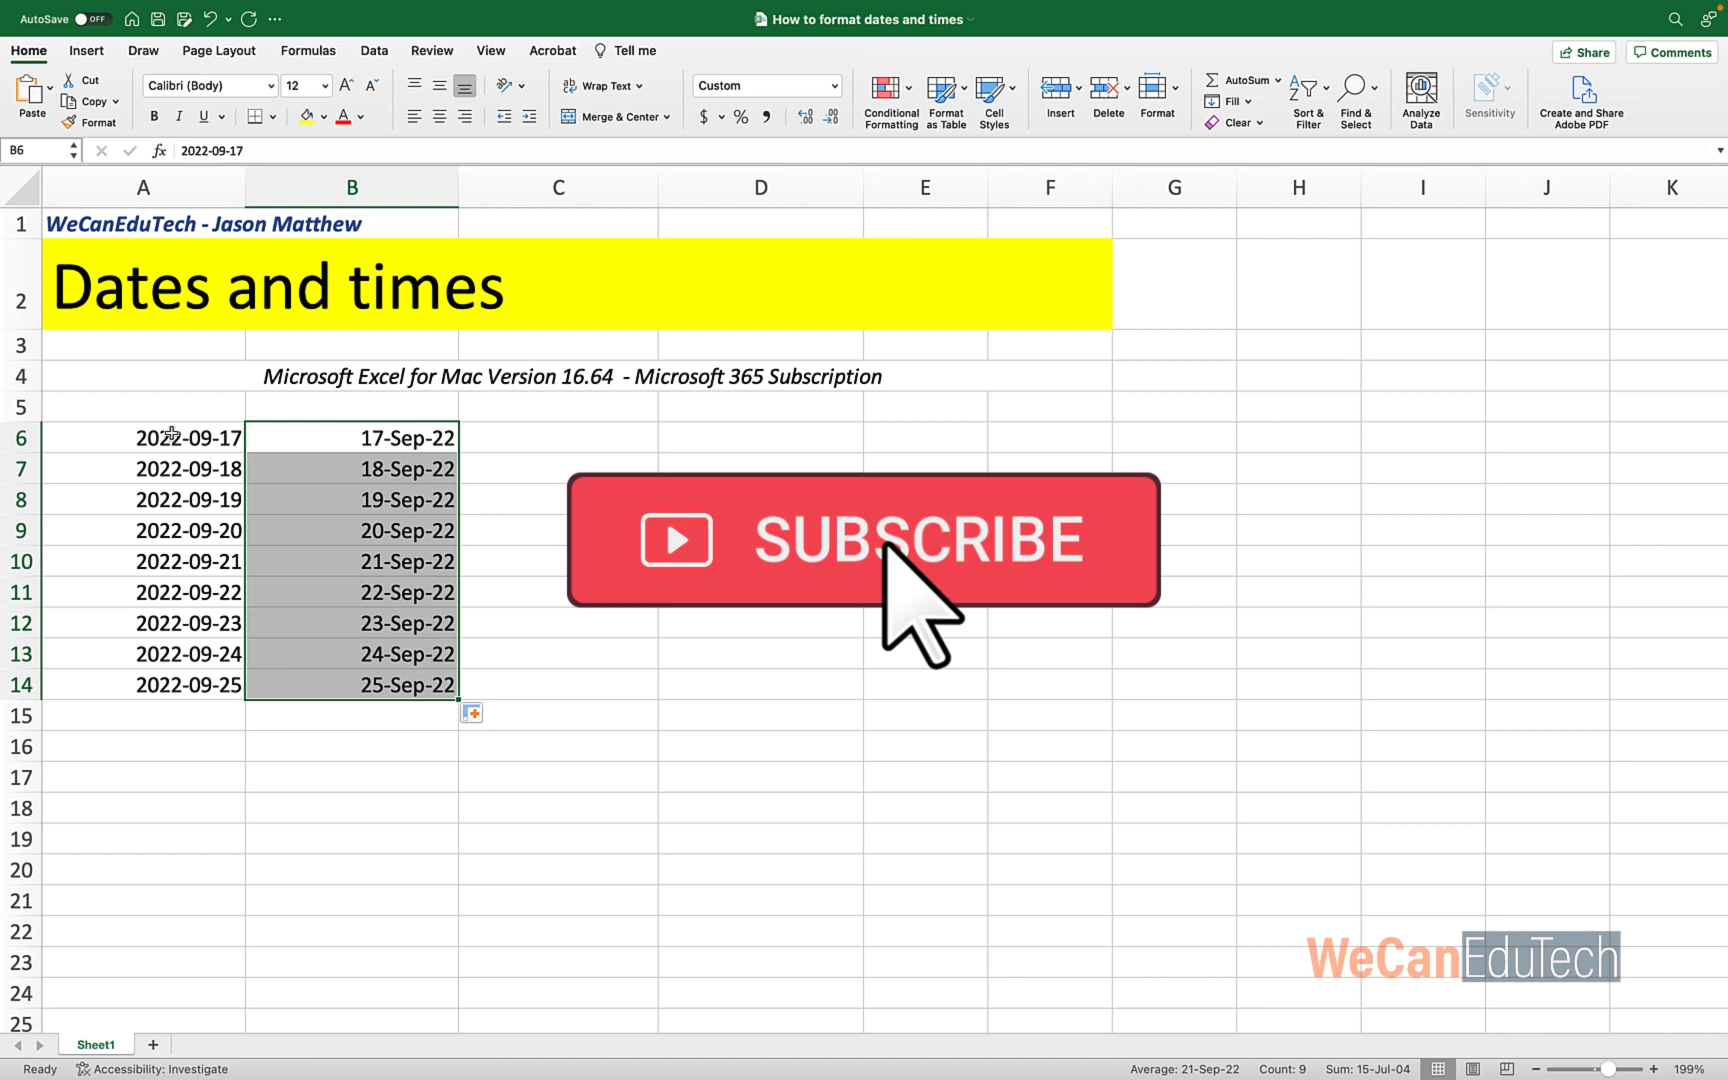 AutoSave OFF
How to format dates and times
Home Insert Draw Page Layout Formulas Data Review View Acrobat Tell me
Share Comments
Paste
Cut
Copy
Format
Calibri (Body) 12 A A
B I U A
ab Wrap Text
Merge & Center
Custom
$ % ,
Conditional Formatting
Format as Table
Cell Styles
Insert
Delete
Format
AutoSum
Fill
Clear
Sort & Filter
Find & Select
Analyze Data
Sensitivity
Create and Share Adobe PDF
B6 fx 2022-09-17
A B C D E F G H I J K
1 WeCanEduTech - Jason Matthew
2 Dates and times
3
4 Microsoft Excel for Mac Version 16.64 - Microsoft 365 Subscription
5
6 2022-09-17 17-Sep-22
7 2022-09-18 18-Sep-22
8 2022-09-19 19-Sep-22
9 2022-09-20 20-Sep-22
10 2022-09-21 21-Sep-22
11 2022-09-22 22-Sep-22
12 2022-09-23 23-Sep-22
13 2022-09-24 24-Sep-22
14 2022-09-25 25-Sep-22
SUBSCRIBE
15
16
17
18
19
20
21
22
23
24
25
WeCanEduTech
Sheet1 +
Ready Accessibility: Investigate Average: 21-Sep-22 Count: 9 Sum: 15-Jul-04 199%